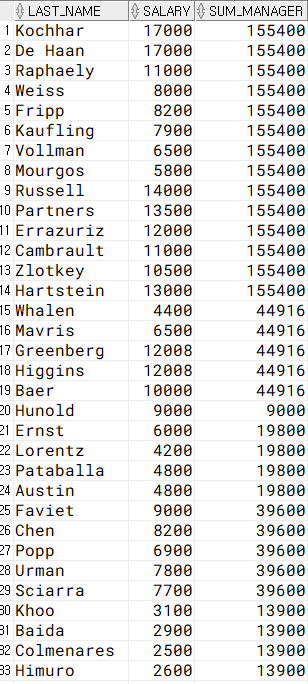 LAST_NAME SALARY SUM_MANAGER
1 Kochhar 17000 155400
2 De Haan 17000 155400
3 Raphaely 11000 155400
4 Weiss 8000 155400
5 Fripp 8200 155400
6 Kaufling 7900 155400
7 Vollman 6500 155400
8 Mourgos 5800 155400
9 Russell 14000 155400
10 Partners 13500 155400
11 Errazuriz 12000 155400
12 Cambrault 11000 155400
13 Zlotkey 10500 155400
14 Hartstein 13000 155400
15 Whalen 4400 44916
16 Mavris 6500 44916
17 Greenberg 12008 44916
18 Higgins 12008 44916
19 Baer 10000 44916
20 Hunold 9000 9000
21 Ernst 6000 19800
22 Lorentz 4200 19800
23 Pataballa 4800 19800
24 Austin 4800 19800
25 Faviet 9000 39600
26 Chen 8200 39600
27 Popp 6900 39600
28 Urman 7800 39600
29 Sciarra 7700 39600
30 Khoo 3100 13900
31 Baida 2900 13900
32 Colmenares 2500 13900
33 Himuro 2600 13900